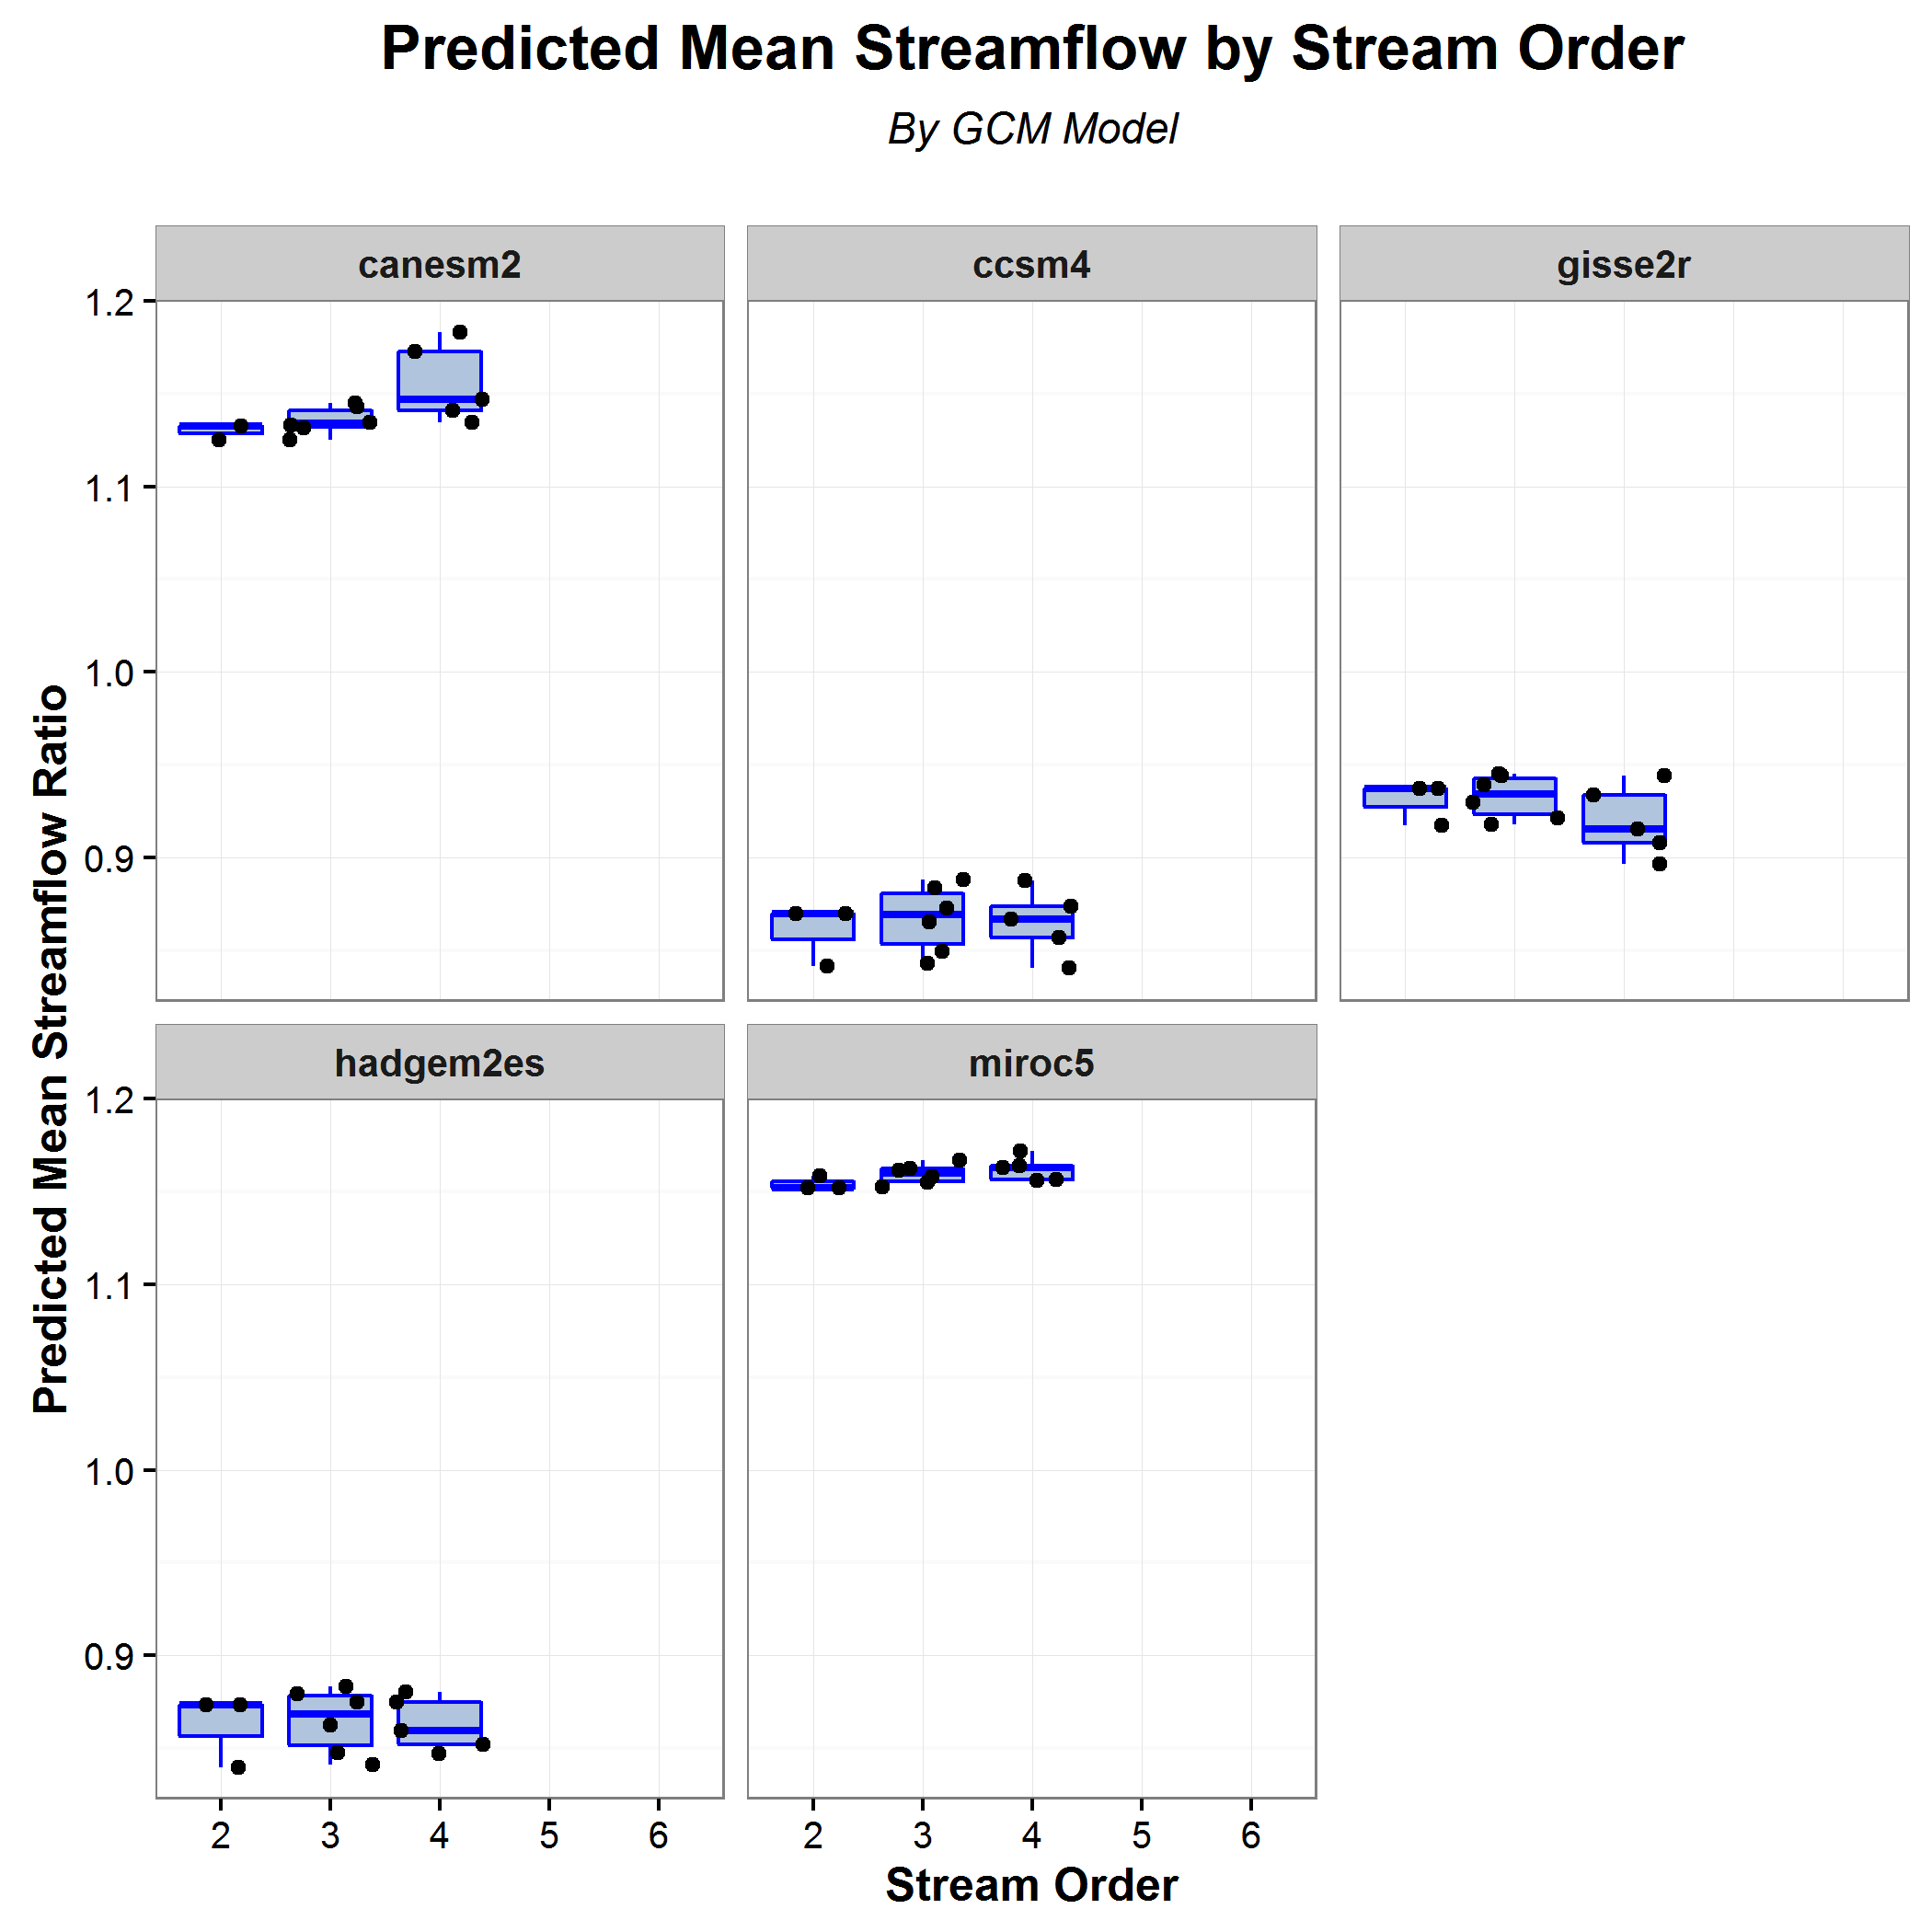 Predicted Mean Streamflow by Stream Order
By GCM Model
canesm2
ccsm4
gisse2r
1.2
1.1
1.0
0.9
Predicted Mean Streamflow Ratio
hadgem2es
miroc5
1.2
1.1
1.0
0.9
2 3 4 5 6
2 3 4 5 6
Stream Order